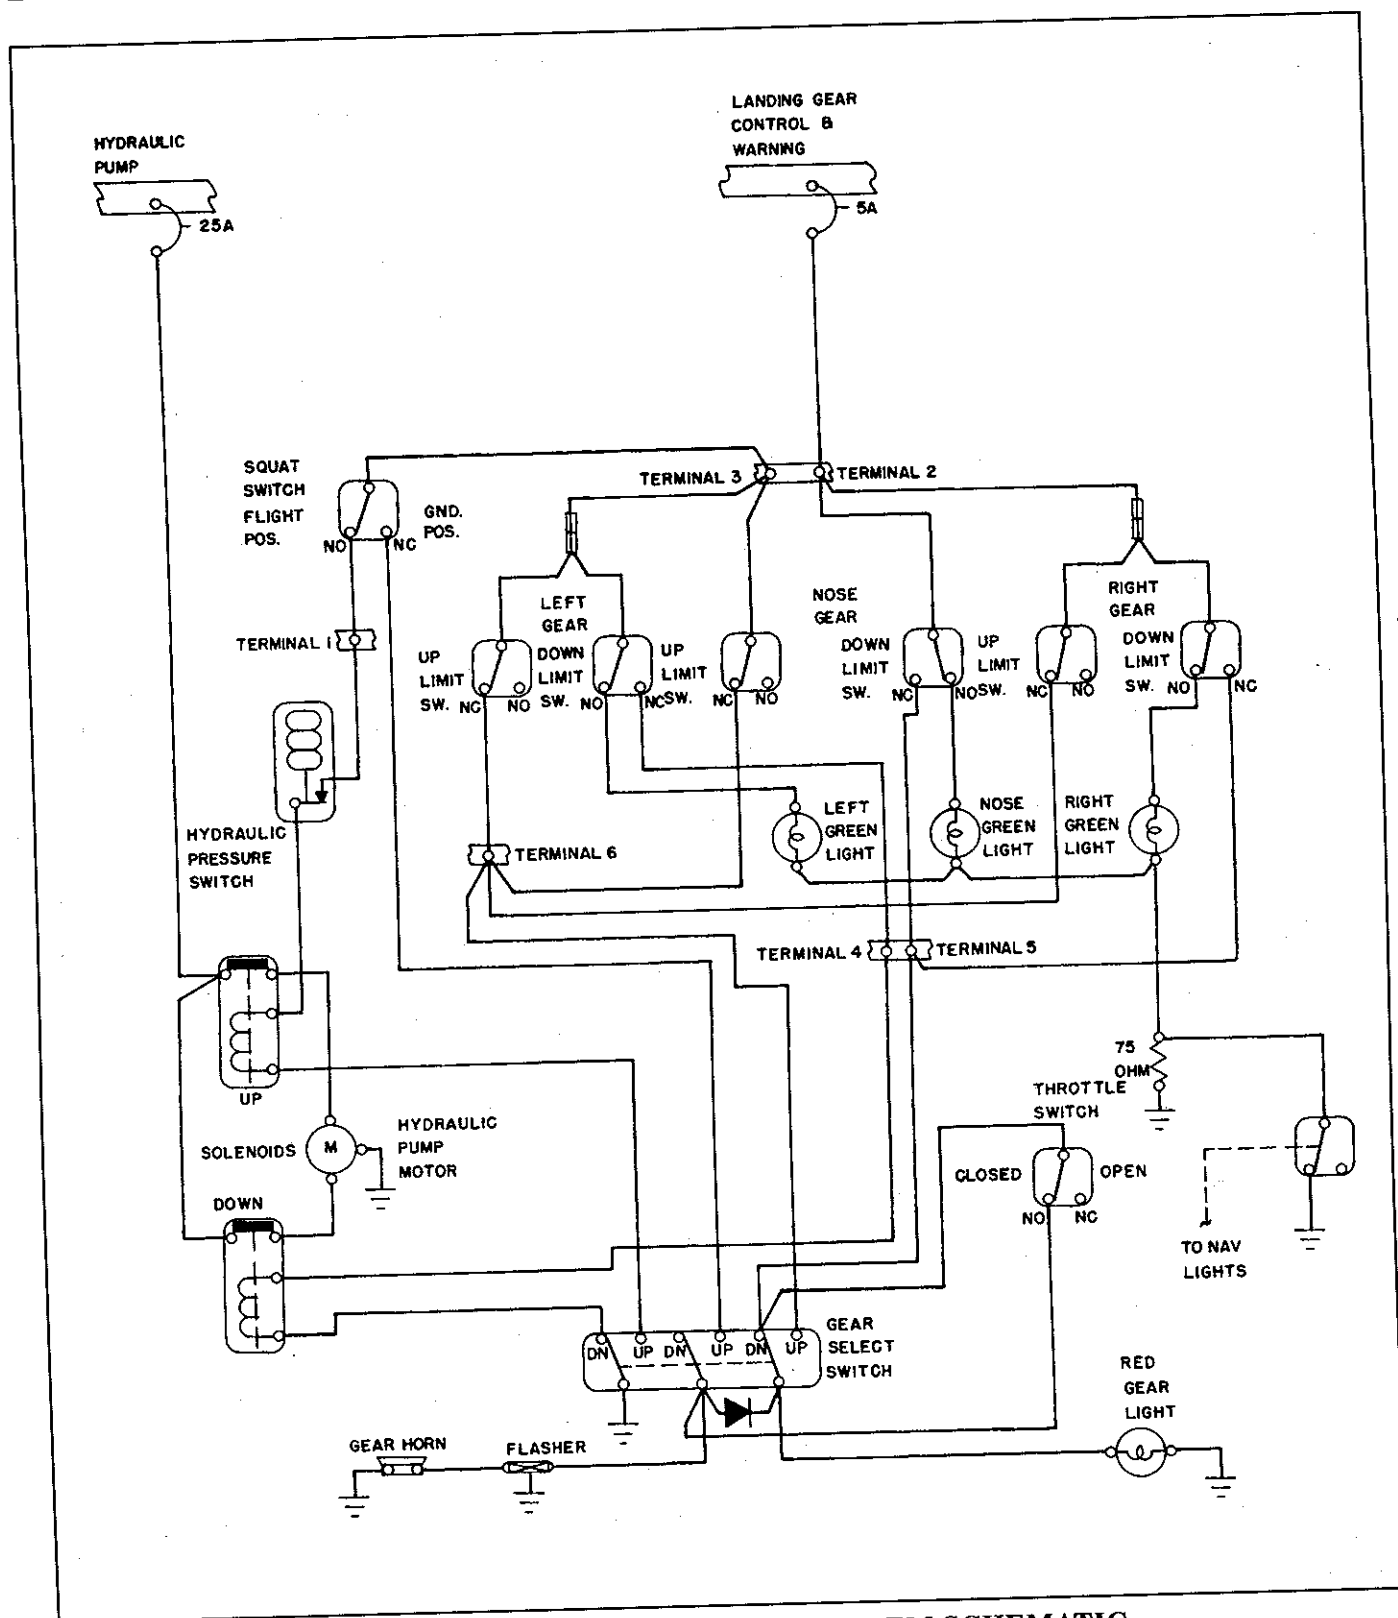 LANDING GEAR
CONTROL &
WARNING
HYDRAULIC
PUMP
5A
25A
SQUAT
SWITCH
FLIGHT
POS.
GND.
POS.
NO
NC
TERMINAL 3
TERMINAL 2
TERMINAL 1
LEFT
GEAR
NOSE
GEAR
RIGHT
GEAR
UP
LIMIT
SW.
NC
NO
DOWN
LIMIT
SW.
NO
NC
UP
LIMIT
SW.
NC
NO
DOWN
LIMIT
SW.
NC
NO
UP
LIMIT
SW.
NC
NO
DOWN
LIMIT
SW.
NO
NC
HYDRAULIC
PRESSURE
SWITCH
LEFT
GREEN
LIGHT
NOSE
GREEN
LIGHT
RIGHT
GREEN
LIGHT
TERMINAL 6
TERMINAL 4
TERMINAL 5
75
OHM
UP
SOLENOIDS
M
HYDRAULIC
PUMP
MOTOR
DOWN
THROTTLE
SWITCH
CLOSED
OPEN
NO
NC
TO NAV
LIGHTS
GEAR
SELECT
SWITCH
DN
UP
DN
UP
DN
UP
RED
GEAR
LIGHT
GEAR HORN
FLASHER
SCHEMATIC